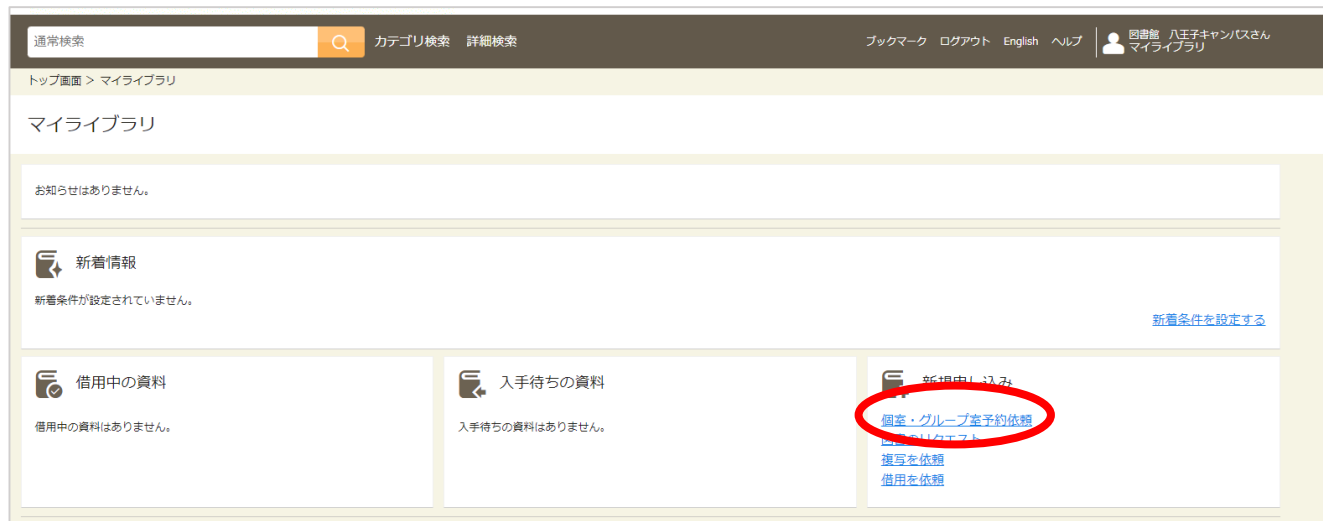 通常検索 カテゴリ検索 詳細検索 ブックマーク ログアウト English ヘルプ 図書館 八王子キャンパスさん
マイライブラリ
トップ画面 > マイライブラリ
マイライブラリ
お知らせはありません。
新着情報
新着条件が設定されていません。
新着条件を設定する
借用中の資料
借用中の資料はありません。
入手待ちの資料
入手待ちの資料はありません。
新規申し込み
個室・グループ室予約依頼
図書のリクエスト
複写を依頼
借用を依頼